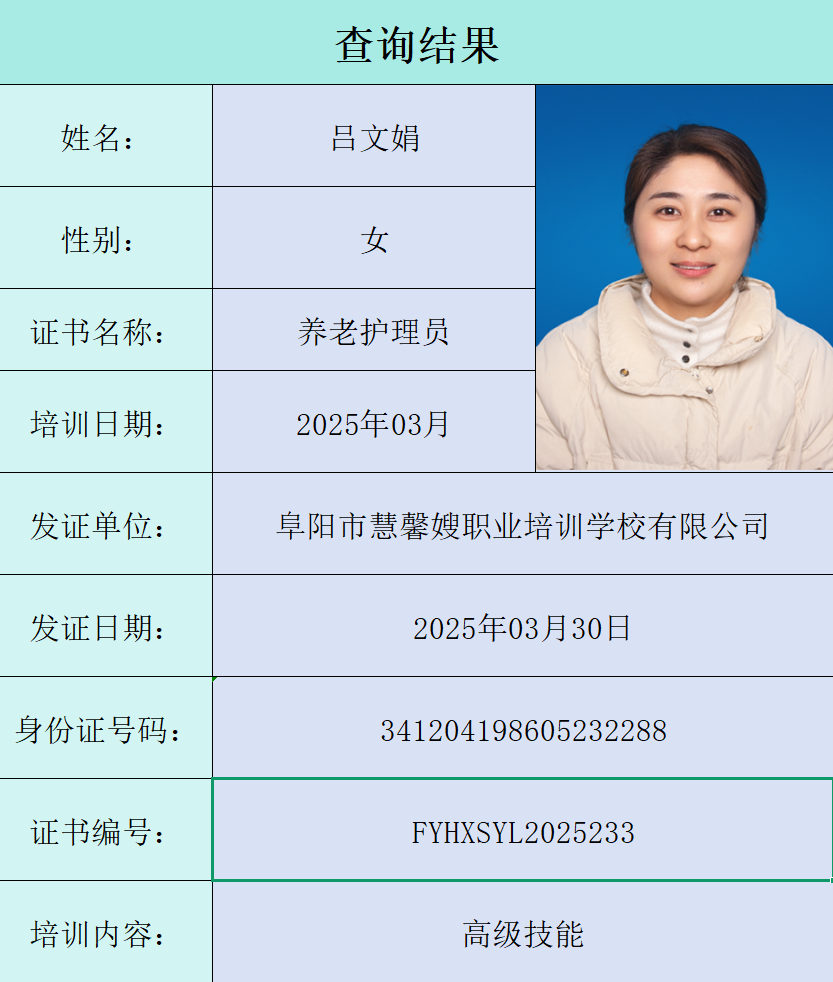 查询结果
姓名： 吕文娟
性别： 女
证书名称： 养老护理员
培训日期： 2025年03月
发证单位： 阜阳市慧馨嫂职业培训学校有限公司
发证日期： 2025年03月30日
身份证号码： 341204198605232288
证书编号： FYHXSYL2025233
培训内容： 高级技能